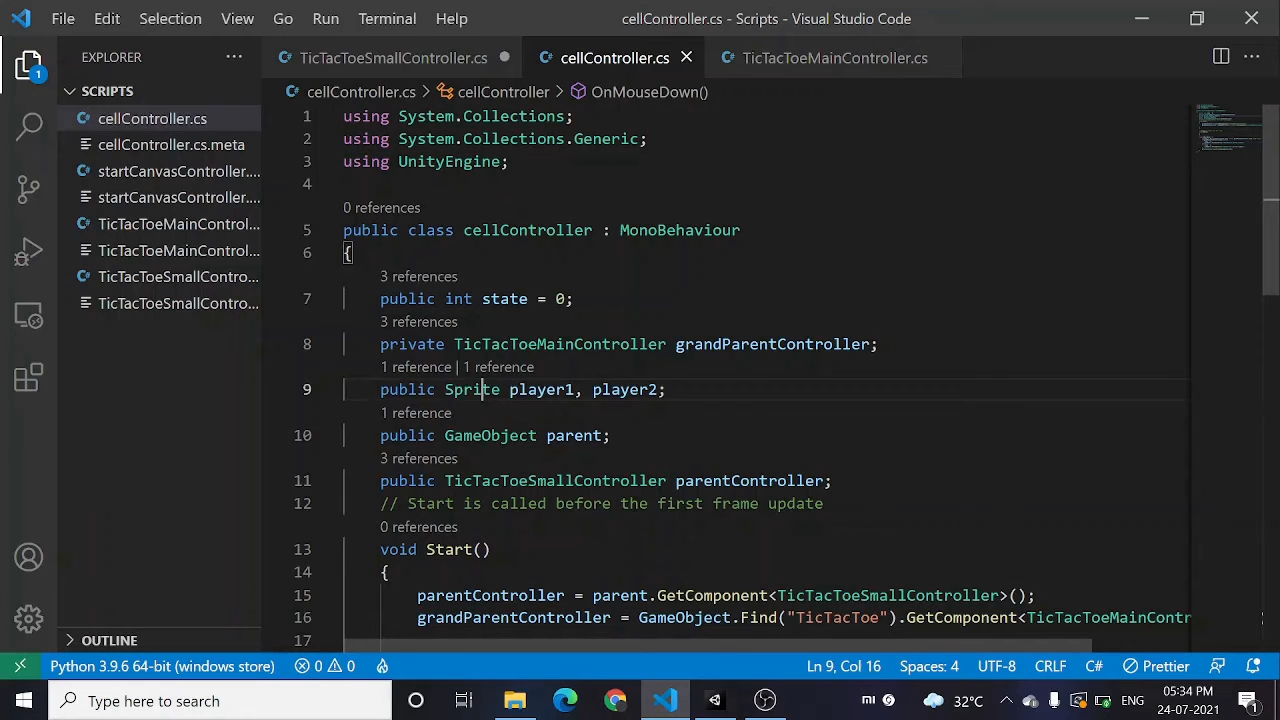 File Edit Selection View Go Run Terminal Help cellController.cs - Scripts - Visual Studio Code
EXPLORER
TicTacToeSmallController.cs
cellController.cs
TicTacToeMainController.cs
SCRIPTS
cellController.cs
cellController.cs.meta
startCanvasController....
startCanvasController....
TicTacToeMainControl...
TicTacToeMainControl...
TicTacToeSmallContro...
TicTacToeSmallContro...
OUTLINE
1
cellController.cs > cellController > OnMouseDown()
1 using System.Collections;
2 using System.Collections.Generic;
3 using UnityEngine;
4
0 references
5 public class cellController : MonoBehaviour
6 {
3 references
7 public int state = 0;
3 references
8 private TicTacToeMainController grandParentController;
1 reference | 1 reference
9 public Sprite player1, player2;
1 reference
10 public GameObject parent;
3 references
11 public TicTacToeSmallController parentController;
12 // Start is called before the first frame update
0 references
13 void Start()
14 {
15 parentController = parent.GetComponent<TicTacToeSmallController>();
16 grandParentController = GameObject.Find("TicTacToe").GetComponent<TicTacToeMainContr
17
Python 3.9.6 64-bit (windows store) 0 0 Ln 9, Col 16 Spaces: 4 UTF-8 CRLF C# Prettier
Type here to search
mi 32°C ENG
05:34 PM
24-07-2021
1